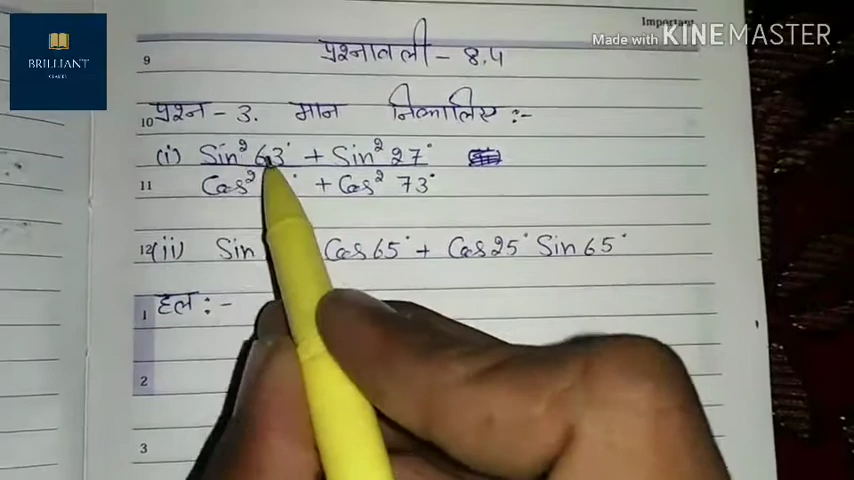 Important
Made with KINEMASTER
BRILLIANT
9 प्रश्नावली - 8.4
10 प्रश्न - 3. मान निकालिए :-
(i) Sin² 63° + Sin² 27°
11 Cos² ° + Cos² 73°
12 (ii) Sin Cos 65° + Cos 25° Sin 65°
1 हल :-
2
3